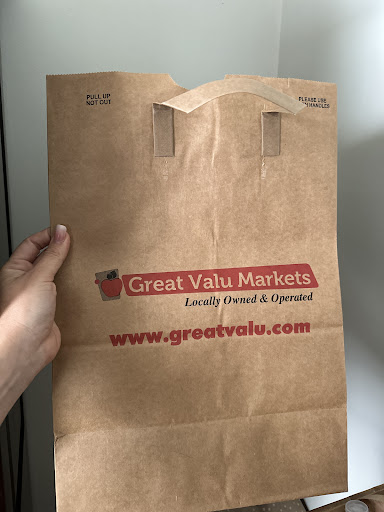 PULL UP
NOT OUT
PLEASE USE
HANDLES
Great Valu Markets
Locally Owned & Operated
www.greatvalu.com